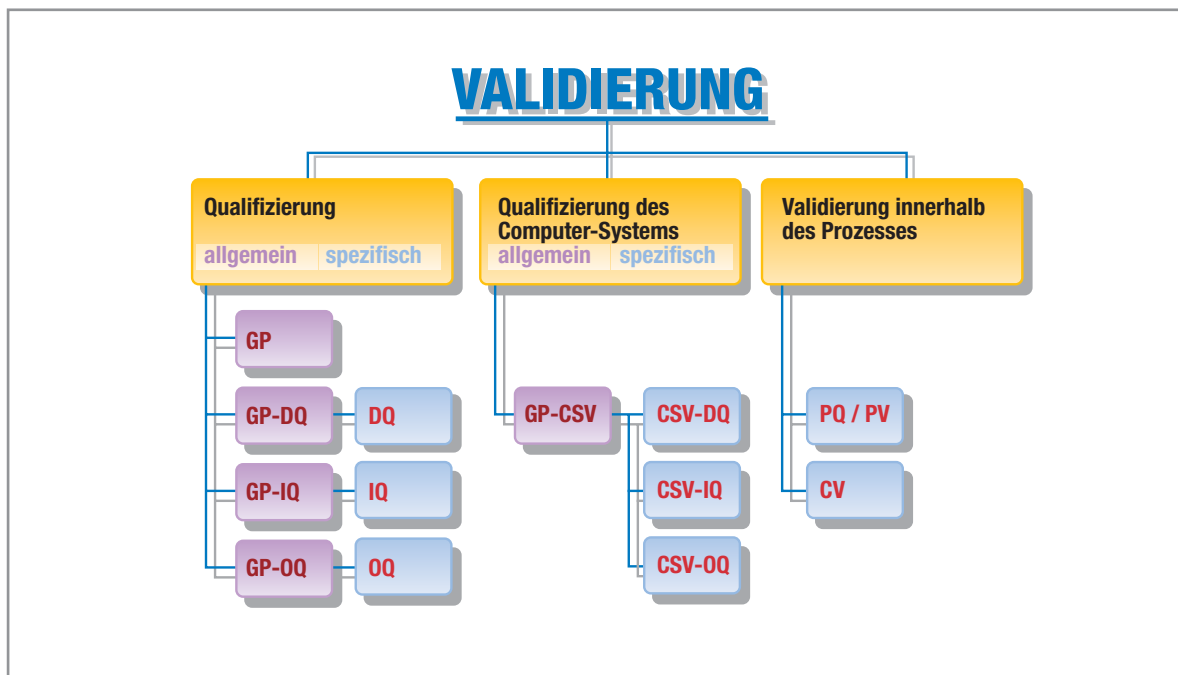 VALIDIERUNG
Qualifizierung
allgemein spezifisch
GP
GP-DQ DQ
GP-IQ IQ
GP-OQ OQ
Qualifizierung des
Computer-Systems
allgemein spezifisch
GP-CSV CSV-DQ
CSV-IQ
CSV-OQ
Validierung innerhalb
des Prozesses
PQ / PV
CV